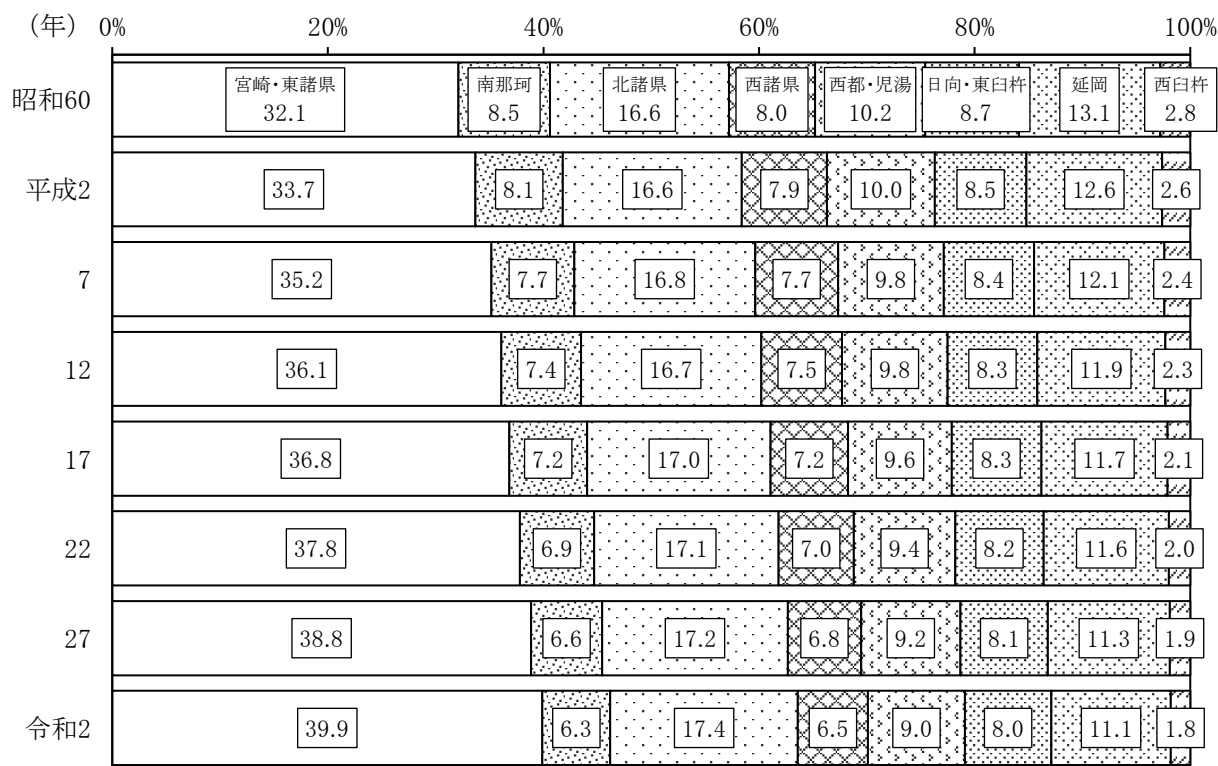 (年) 0% 20% 40% 60% 80% 100%
宮崎・東諸県 南那珂 北諸県 西諸県 西都・児湯 日向・東臼杵 延岡 西臼杵
昭和60 32.1 8.5 16.6 8.0 10.2 8.7 13.1 2.8
平成2 33.7 8.1 16.6 7.9 10.0 8.5 12.6 2.6
7 35.2 7.7 16.8 7.7 9.8 8.4 12.1 2.4
12 36.1 7.4 16.7 7.5 9.8 8.3 11.9 2.3
17 36.8 7.2 17.0 7.2 9.6 8.3 11.7 2.1
22 37.8 6.9 17.1 7.0 9.4 8.2 11.6 2.0
27 38.8 6.6 17.2 6.8 9.2 8.1 11.3 1.9
令和2 39.9 6.3 17.4 6.5 9.0 8.0 11.1 1.8